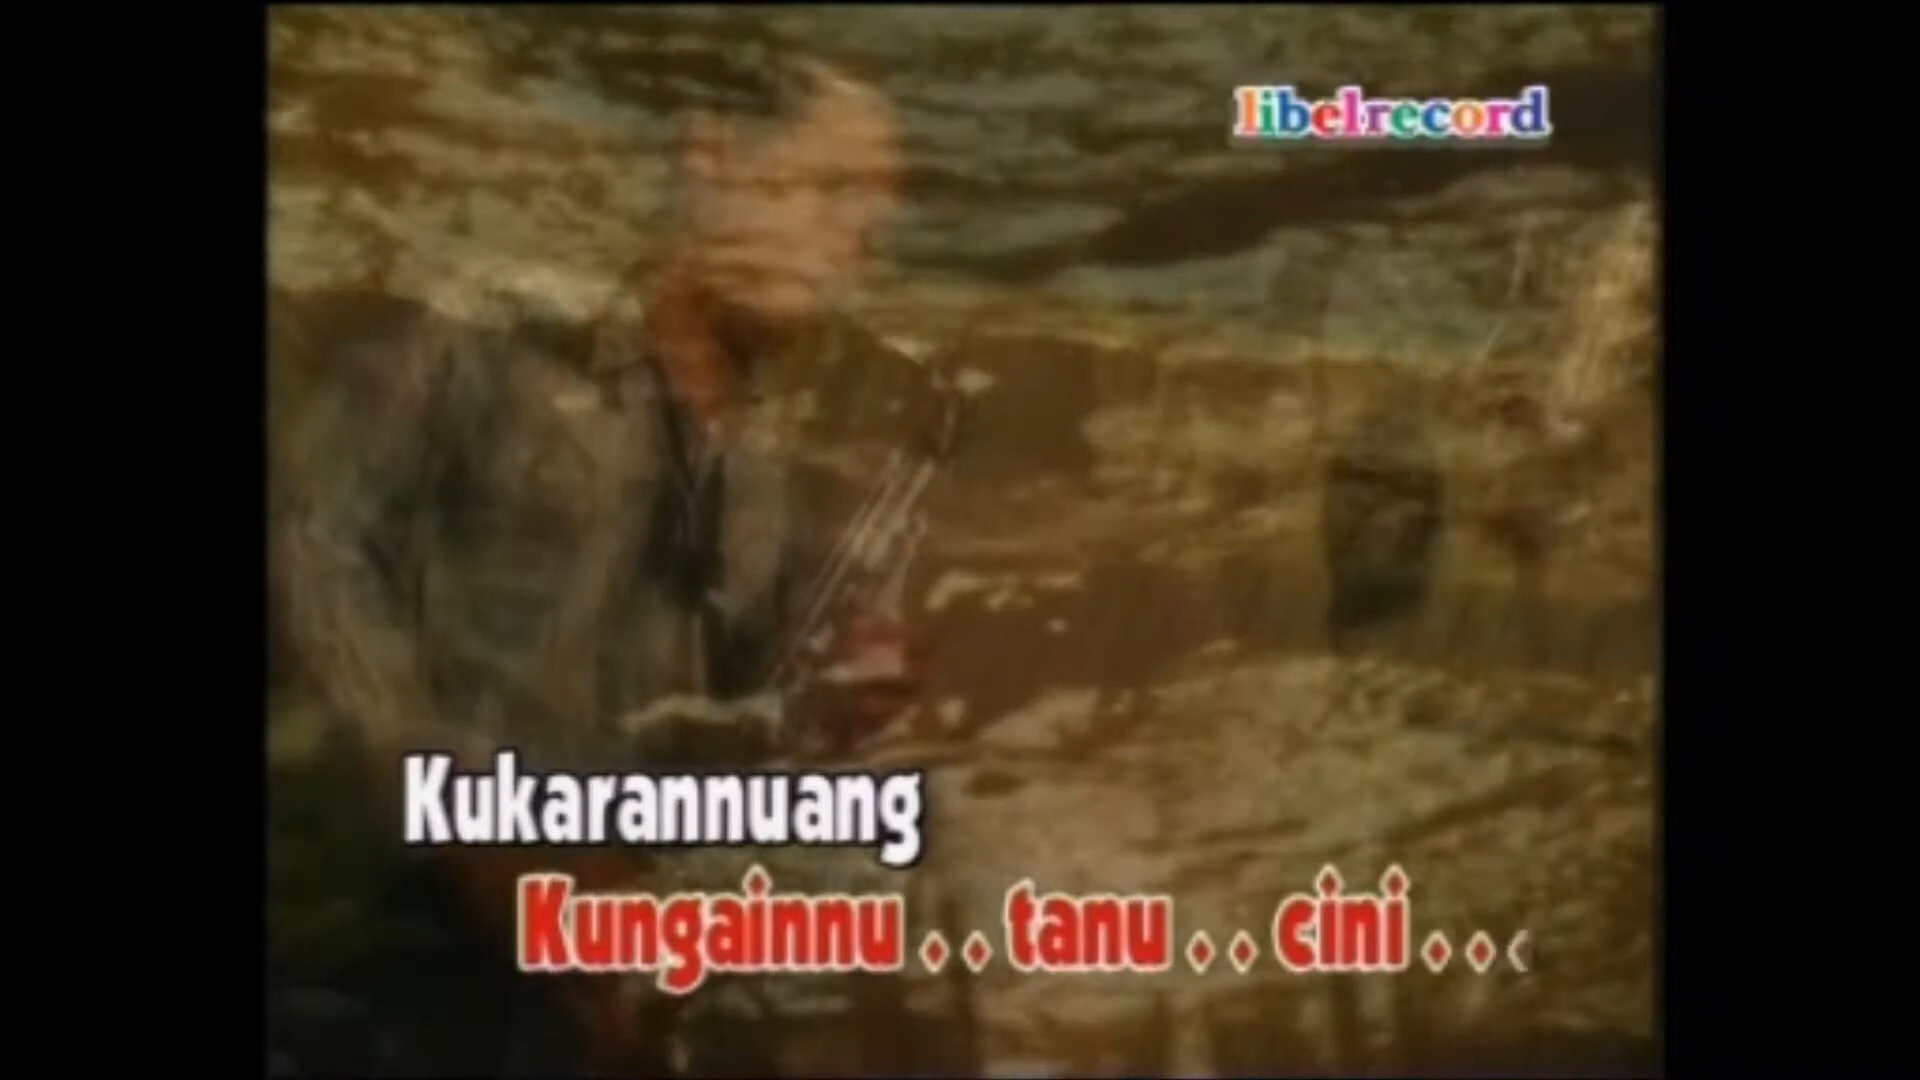 libelrecord
Kukarannuang
Kungainnu . . tanu . . cini . . .